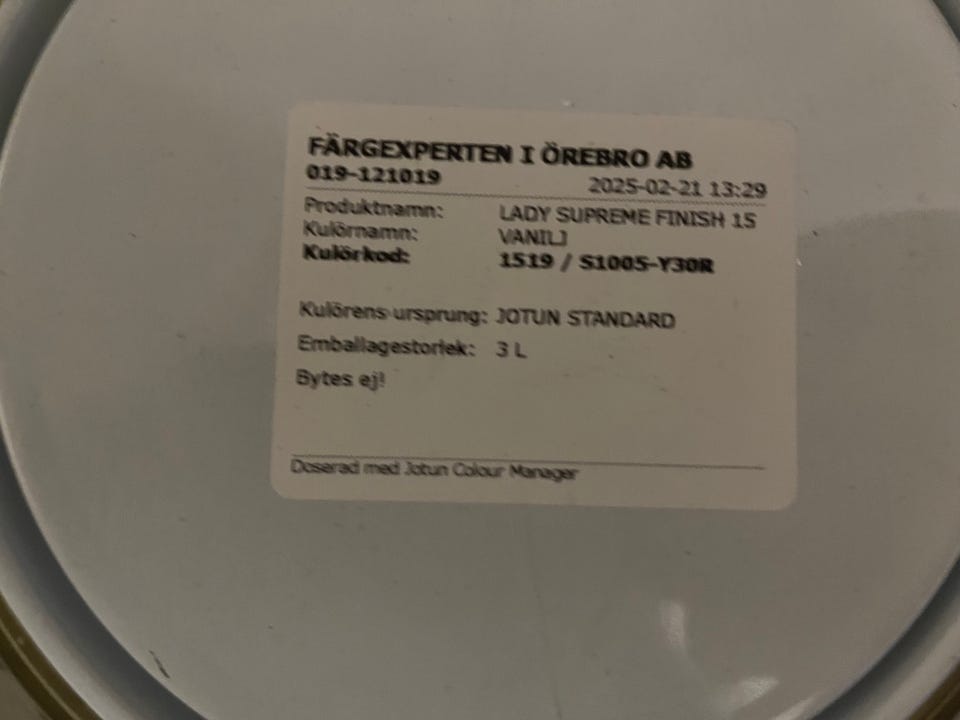 FÄRGEXPERTEN I ÖREBRO AB
019-121019 2025-02-21 13:29
Produktnamn: LADY SUPREME FINISH 15
Kulörnamn: VANILJ
Kulörkod: 1519 / S1005-Y30R
Kulörens ursprung: JOTUN STANDARD
Emballagestorlek: 3 L
Bytes ej!
Doserad med Jotun Colour Manager